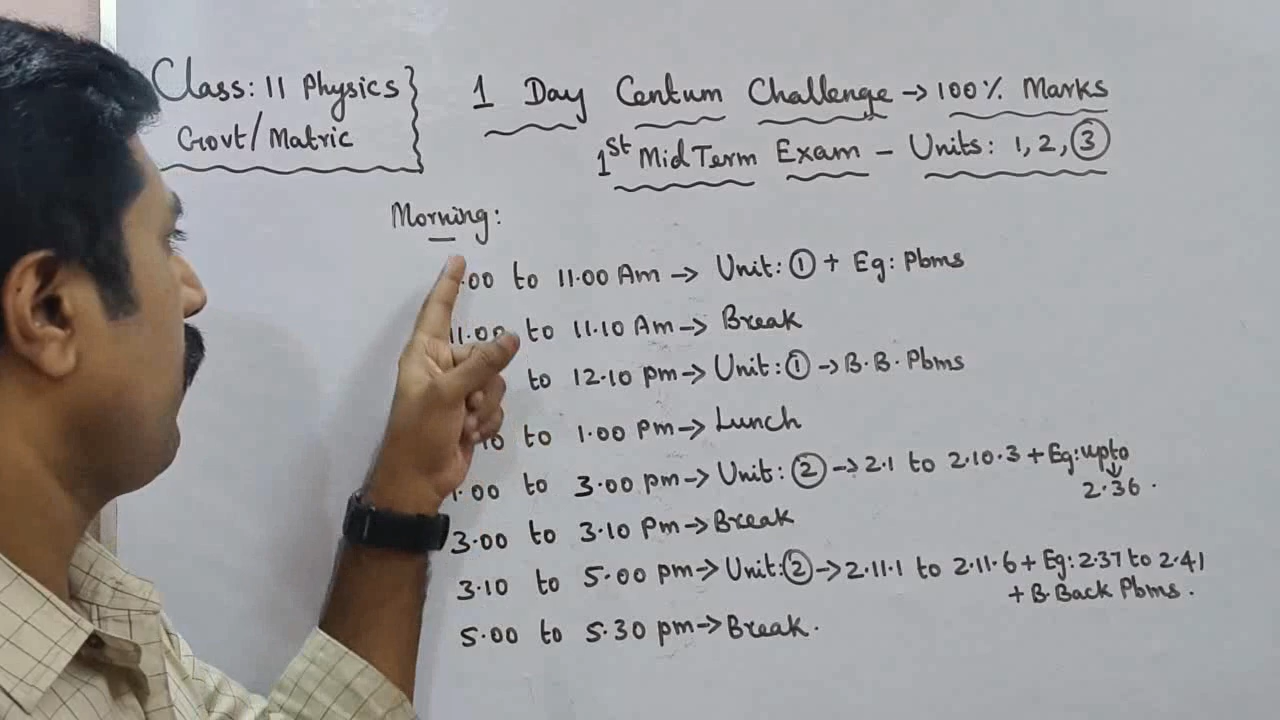 Class: 11 Physics
Govt/Matric
1 Day Centum Challenge → 100% Marks
1st Mid Term Exam - Units: 1, 2, 3
Morning:
.00 to 11.00 Am → Unit: 1 + Eg: Pbms
11.00 to 11.10 Am → Break
to 12.10 pm → Unit: 1 → B.B. Pbms
10 to 1.00 Pm → Lunch
1.00 to 3.00 pm → Unit: 2 → 2.1 to 2.10.3 + Eg: upto
2.36.
3.00 to 3.10 Pm → Break
3.10 to 5.00 pm → Unit: 2 → 2.11.1 to 2.11.6 + Eg: 2.37 to 2.41
+ B. Back Pbms.
5.00 to 5.30 pm → Break.